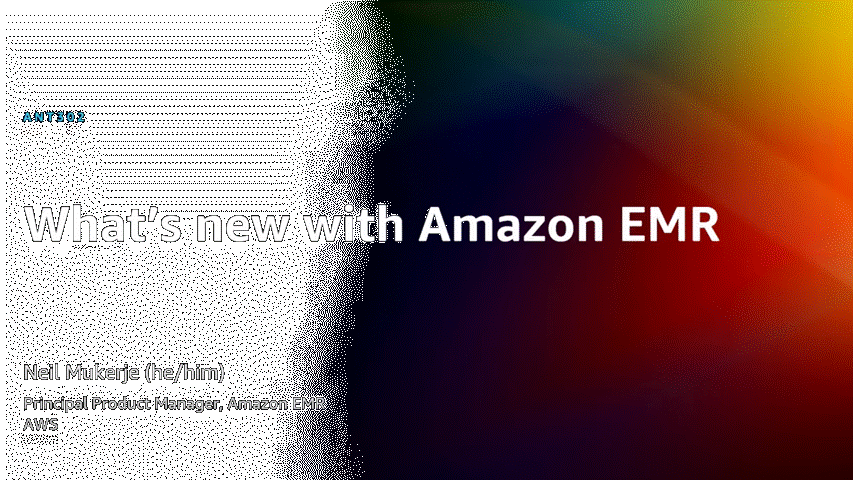 ANT302
What's new with Amazon EMR
Neil Mukerje (he/him)
Principal Product Manager, Amazon EMR
AWS